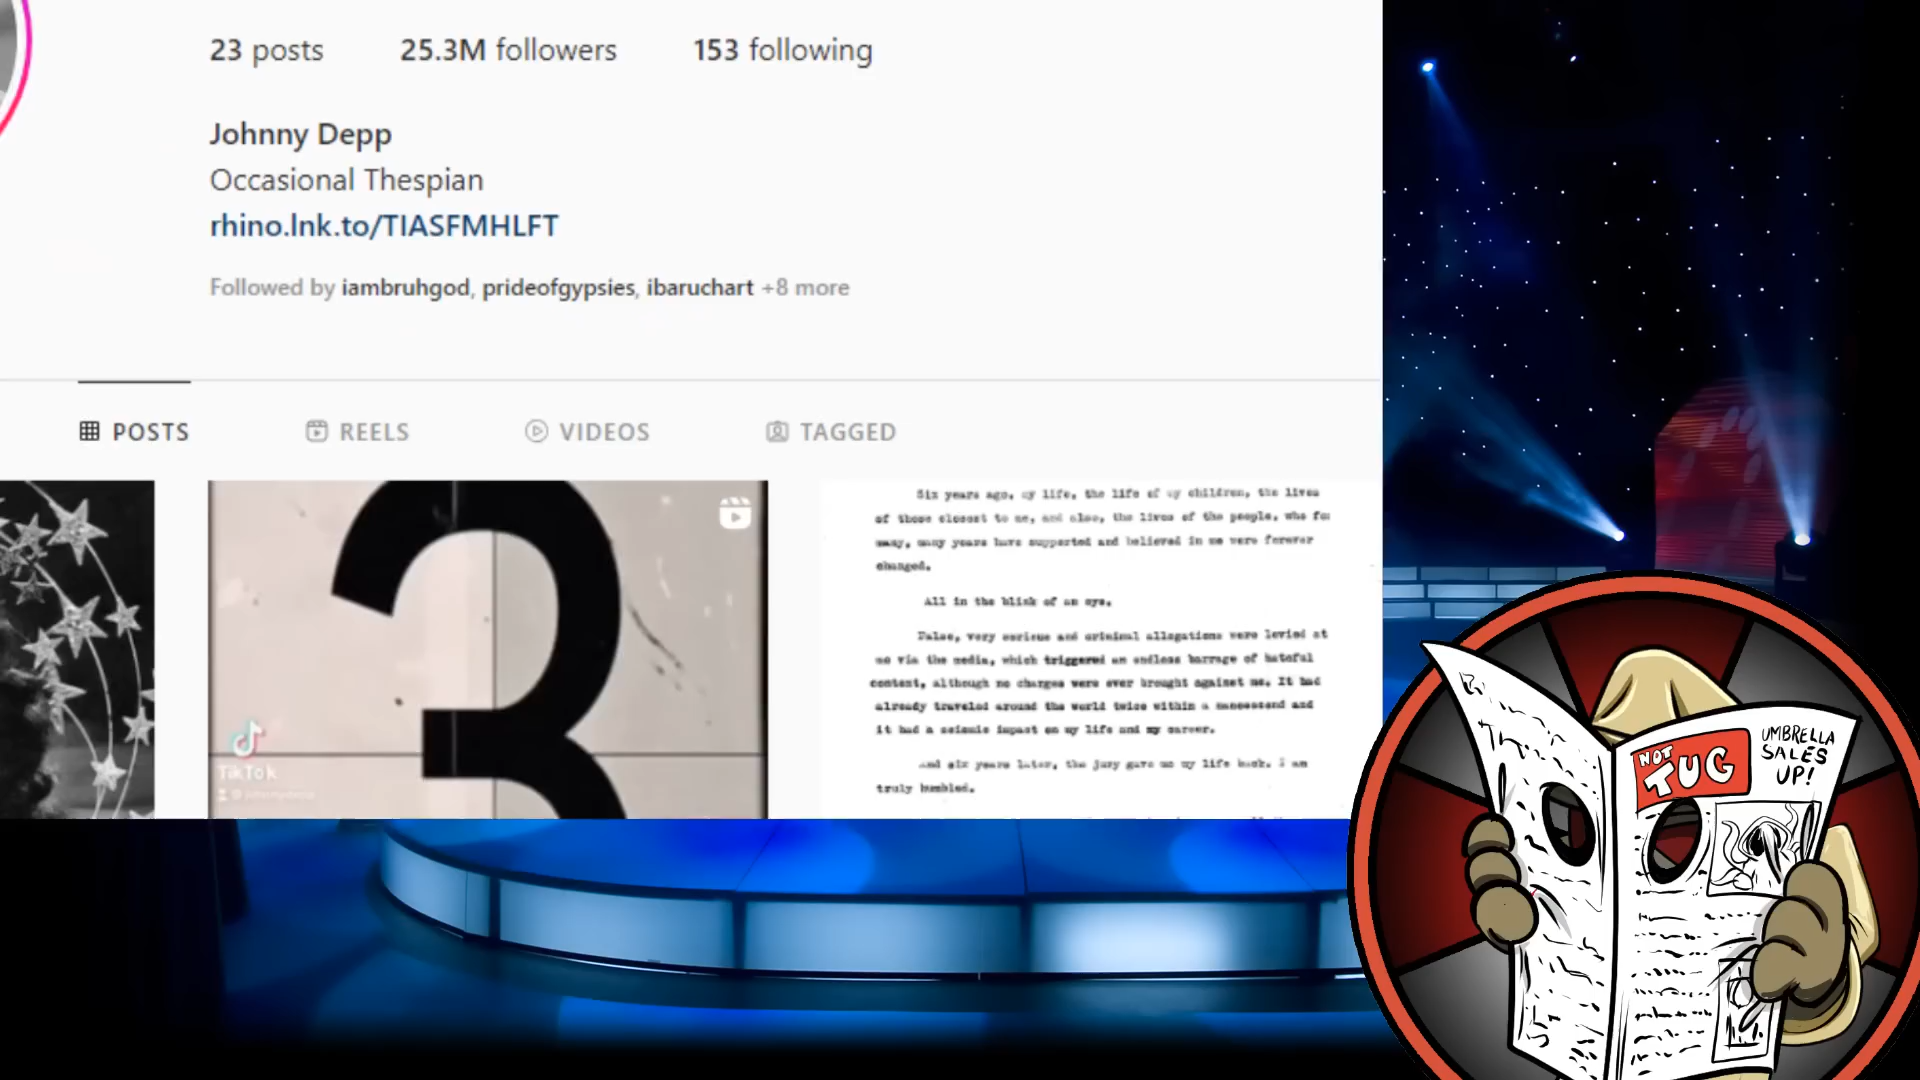 23 posts 25.3M followers 153 following
Johnny Depp
Occasional Thespian
rhino.lnk.to/TIASFMHLFT
Followed by iambruhgod, prideofgypsies, ibaruchart +8 more
POSTS REELS VIDEOS TAGGED
Six years ago, my life, the life of my children, the lives
of those closest to me, and also, the lives of the people, who for
many, many years have supported and believed in me were forever
changed.
All in the blink of an eye.
False, very serious and criminal allegations were levied at
me via the media, which triggered an endless barrage of hateful
content, although no charges were ever brought against me. It had
already traveled around the world twice within a nanosecond and
it had a seismic impact on my life and my career.
And six years later, the jury gave me my life back. I am
truly humbled.
TikTok
NOT
TUG
UMBRELLA
SALES
UP!